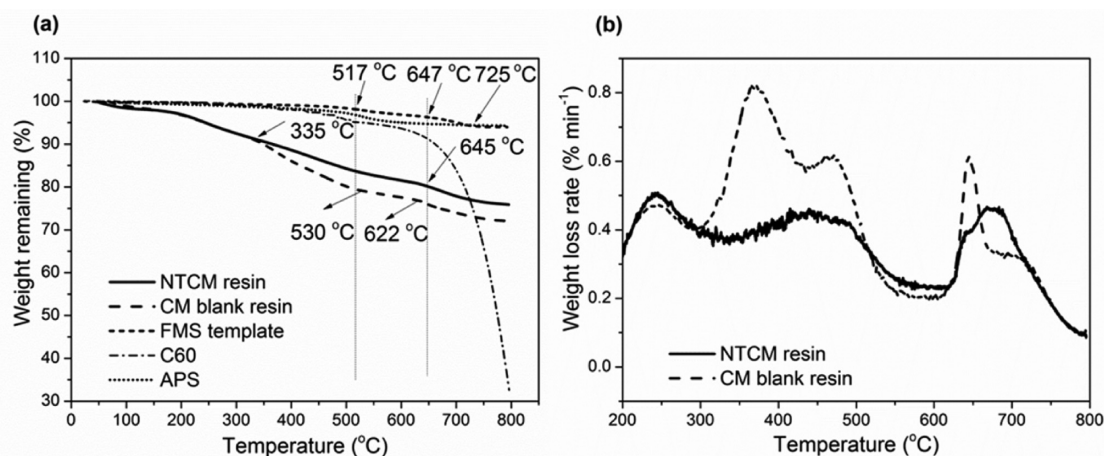 (a)
110
100
90
80
70
60
50
40
30
Weight remaining (%)
517 °C
647 °C
725 °C
335 °C
645 °C
530 °C
622 °C
NTCM resin
CM blank resin
FMS template
C60
APS
0 100 200 300 400 500 600 700 800
Temperature (°C)
(b)
0.8
0.6
0.4
0.2
0.0
Weight loss rate (% min⁻¹)
NTCM resin
CM blank resin
200 300 400 500 600 700 800
Temperature (°C)